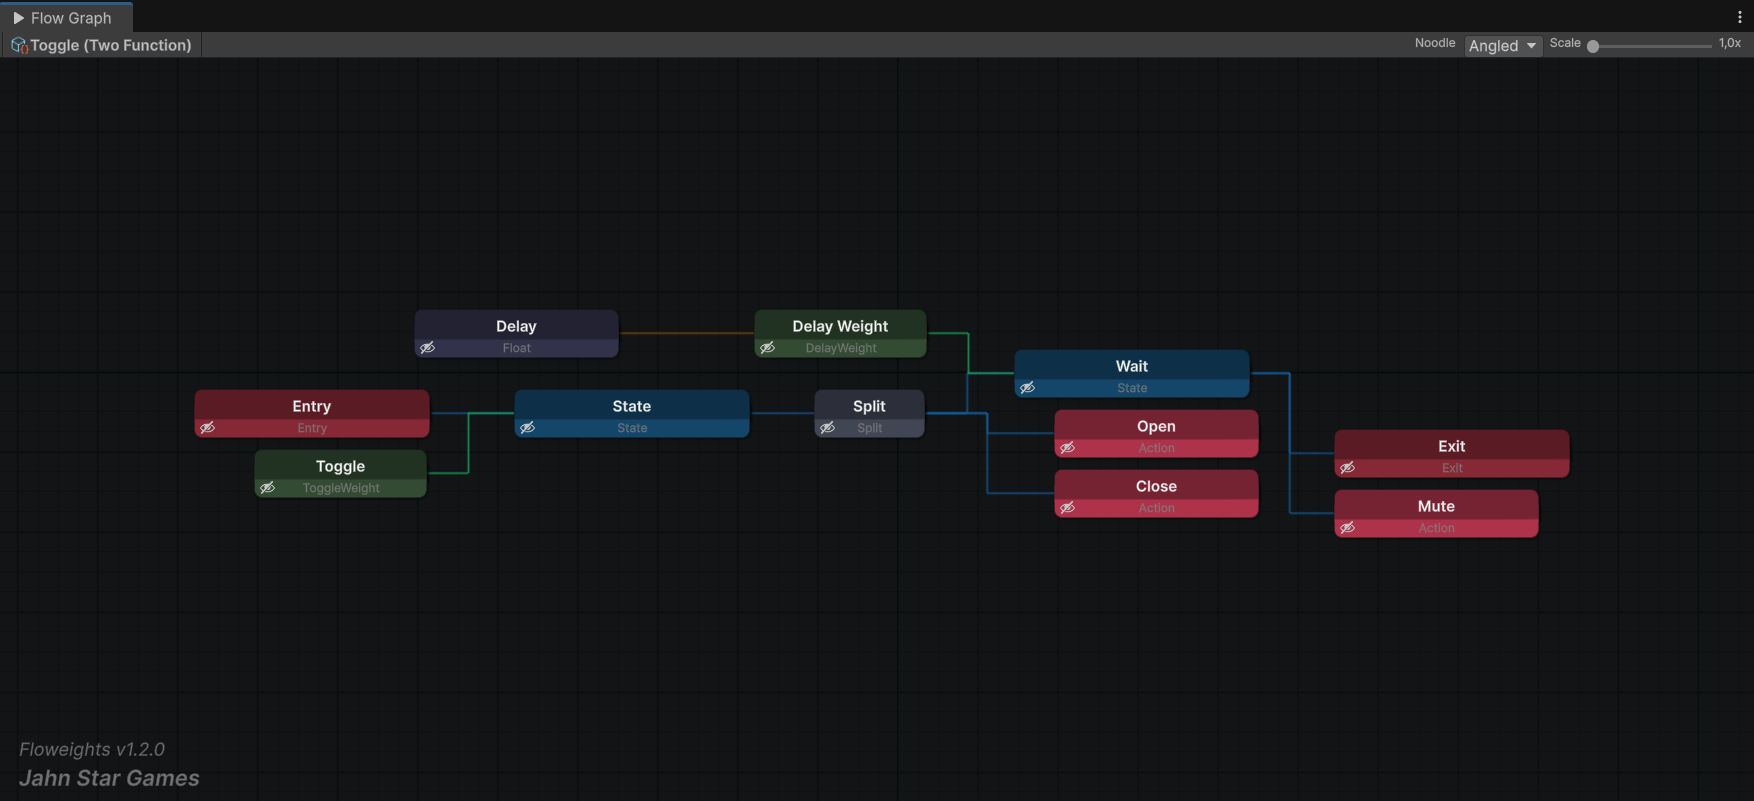 Flow Graph
Toggle (Two Function)
Noodle
Angled
Scale
1,0x
Delay
Float
Delay Weight
DelayWeight
Wait
State
Entry
Entry
State
State
Split
Split
Open
Action
Toggle
ToggleWeight
Close
Action
Exit
Exit
Mute
Action
Floweights v1.2.0
Jahn Star Games